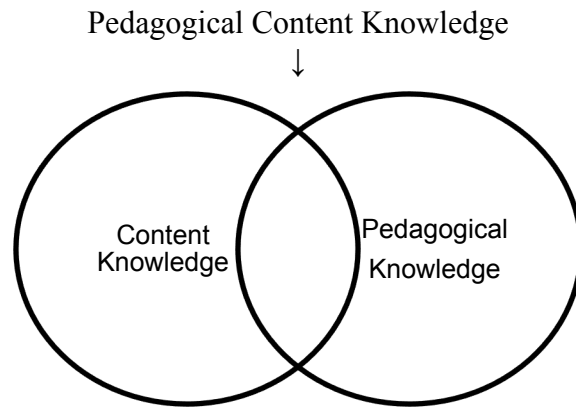 Pedagogical Content Knowledge
↓
Content
Knowledge
Pedagogical
Knowledge